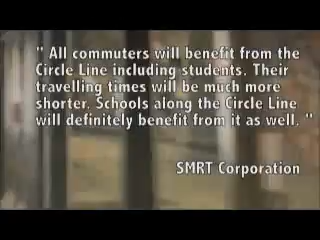 " All commuters will benefit from the
Circle Line including students. Their
travelling times will be much more
shorter. Schools along the Circle Line
will definitely benefit from it as well. "
SMRT Corporation